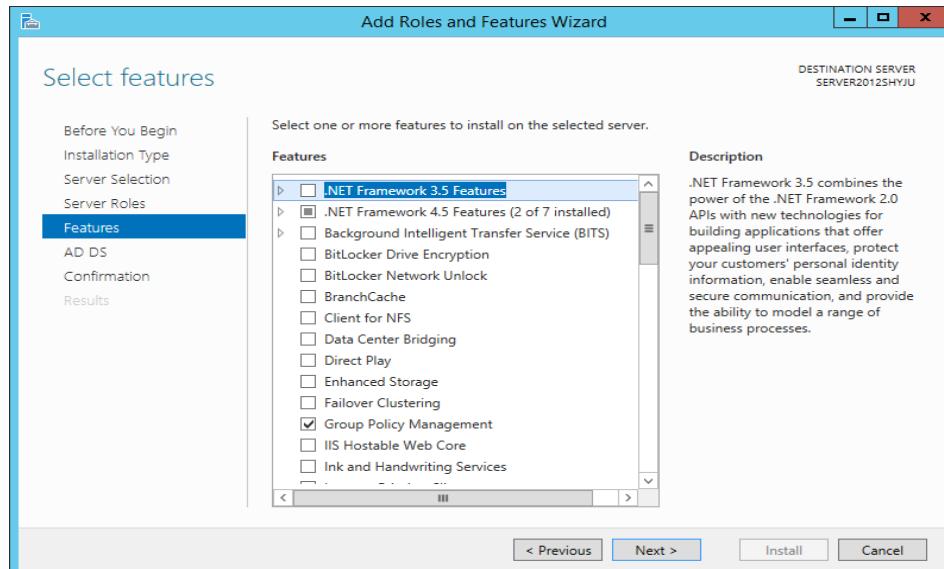 Add Roles and Features Wizard
Select features
DESTINATION SERVER
SERVER2012SHYJU
Before You Begin
Installation Type
Server Selection
Server Roles
Features
AD DS
Confirmation
Results
Select one or more features to install on the selected server.
Features
.NET Framework 3.5 Features
.NET Framework 4.5 Features (2 of 7 installed)
Background Intelligent Transfer Service (BITS)
BitLocker Drive Encryption
BitLocker Network Unlock
BranchCache
Client for NFS
Data Center Bridging
Direct Play
Enhanced Storage
Failover Clustering
Group Policy Management
IIS Hostable Web Core
Ink and Handwriting Services
Description
.NET Framework 3.5 combines the
power of the .NET Framework 2.0
APIs with new technologies for
building applications that offer
appealing user interfaces, protect
your customers' personal identity
information, enable seamless and
secure communication, and provide
the ability to model a range of
business processes.
< Previous
Next >
Install
Cancel